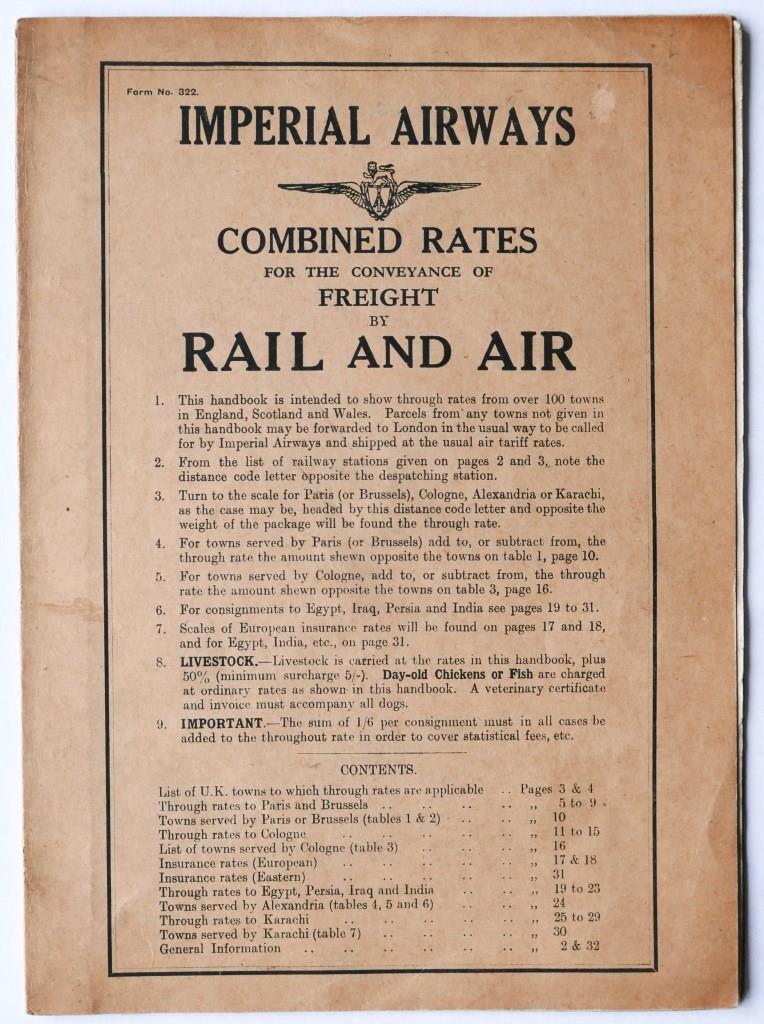 Form No. 322.
IMPERIAL AIRWAYS
COMBINED RATES
FOR THE CONVEYANCE OF
FREIGHT
BY
RAIL AND AIR
1. This handbook is intended to show through rates from over 100 towns
in England, Scotland and Wales. Parcels from any towns not given in
this handbook may be forwarded to London in the usual way to be called
for by Imperial Airways and shipped at the usual air tariff rates.
2. From the list of railway stations given on pages 2 and 3, note the
distance code letter opposite the despatching station.
3. Turn to the scale for Paris (or Brussels), Cologne, Alexandria or Karachi,
as the case may be, headed by this distance code letter and opposite the
weight of the package will be found the through rate.
4. For towns served by Paris (or Brussels) add to, or subtract from, the
through rate the amount shewn opposite the towns on table 1, page 10.
5. For towns served by Cologne, add to, or subtract from, the through
rate the amount shewn opposite the towns on table 3, page 16.
6. For consignments to Egypt, Iraq, Persia and India see pages 19 to 31.
7. Scales of European insurance rates will be found on pages 17 and 18,
and for Egypt, India, etc., on page 31.
8. LIVESTOCK.—Livestock is carried at the rates in this handbook, plus
50% (minimum surcharge 5/-). Day-old Chickens or Fish are charged
at ordinary rates as shown in this handbook. A veterinary certificate
and invoice must accompany all dogs.
9. IMPORTANT.—The sum of 1/6 per consignment must in all cases be
added to the throughout rate in order to cover statistical fees, etc.
CONTENTS.
List of U.K. towns to which through rates are applicable .. Pages 3 & 4
Through rates to Paris and Brussels .. .. .. .. „ 5 to 9
Towns served by Paris or Brussels (tables 1 & 2) .. .. „ 10
Through rates to Cologne .. .. .. .. .. „ 11 to 15
List of towns served by Cologne (table 3) .. .. .. „ 16
Insurance rates (European) .. .. .. .. .. „ 17 & 18
Insurance rates (Eastern) .. .. .. .. .. „ 31
Through rates to Egypt, Persia, Iraq and India .. .. „ 19 to 23
Towns served by Alexandria (tables 4, 5 and 6) .. .. „ 24
Through rates to Karachi .. .. .. .. .. „ 25 to 29
Towns served by Karachi (table 7) .. .. .. .. „ 30
General Information .. .. .. .. .. .. „ 2 & 32